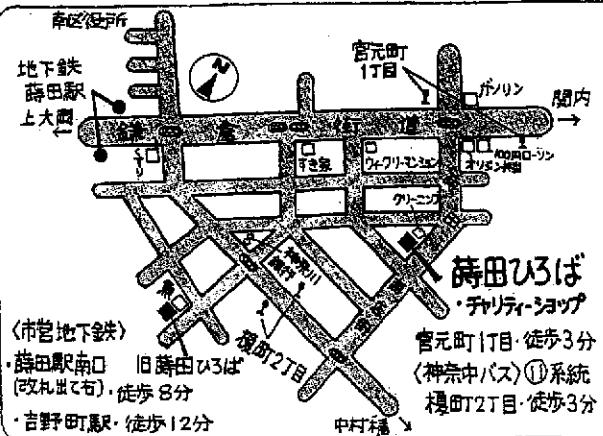 南区役所
地下鉄
蒔田駅
上大岡
N
宮元町
1丁目
ガソリン
関内
鎌倉街道
すき家
ウィークリーマンション
100円ローソン
オリジン弁当
クリーニング
神奈川
銀行
蒔田ひろば
・チャリティーショップ
宮元町1丁目・徒歩3分
〈神奈中バス〉⑪系統
榎町2丁目・徒歩3分
榎町2丁目
中村橋
旧蒔田ひろば
〈市営地下鉄〉
・蒔田駅南口
(改札出て右)・徒歩8分
・吉野町駅・徒歩12分